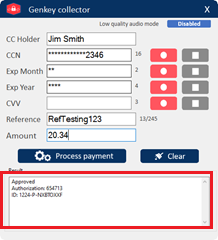 Genkey collector
Low quality audio mode Disabled
CC Holder Jim Smith
CCN ************2346 16
Exp Month ** 2
Exp Year **** 4
CVV 3
Reference RefTesting123 13/245
Amount 20.34
Process payment Clear
Result
Approved
Authorization: 654713
ID: 1224-P-NXBTDXXF